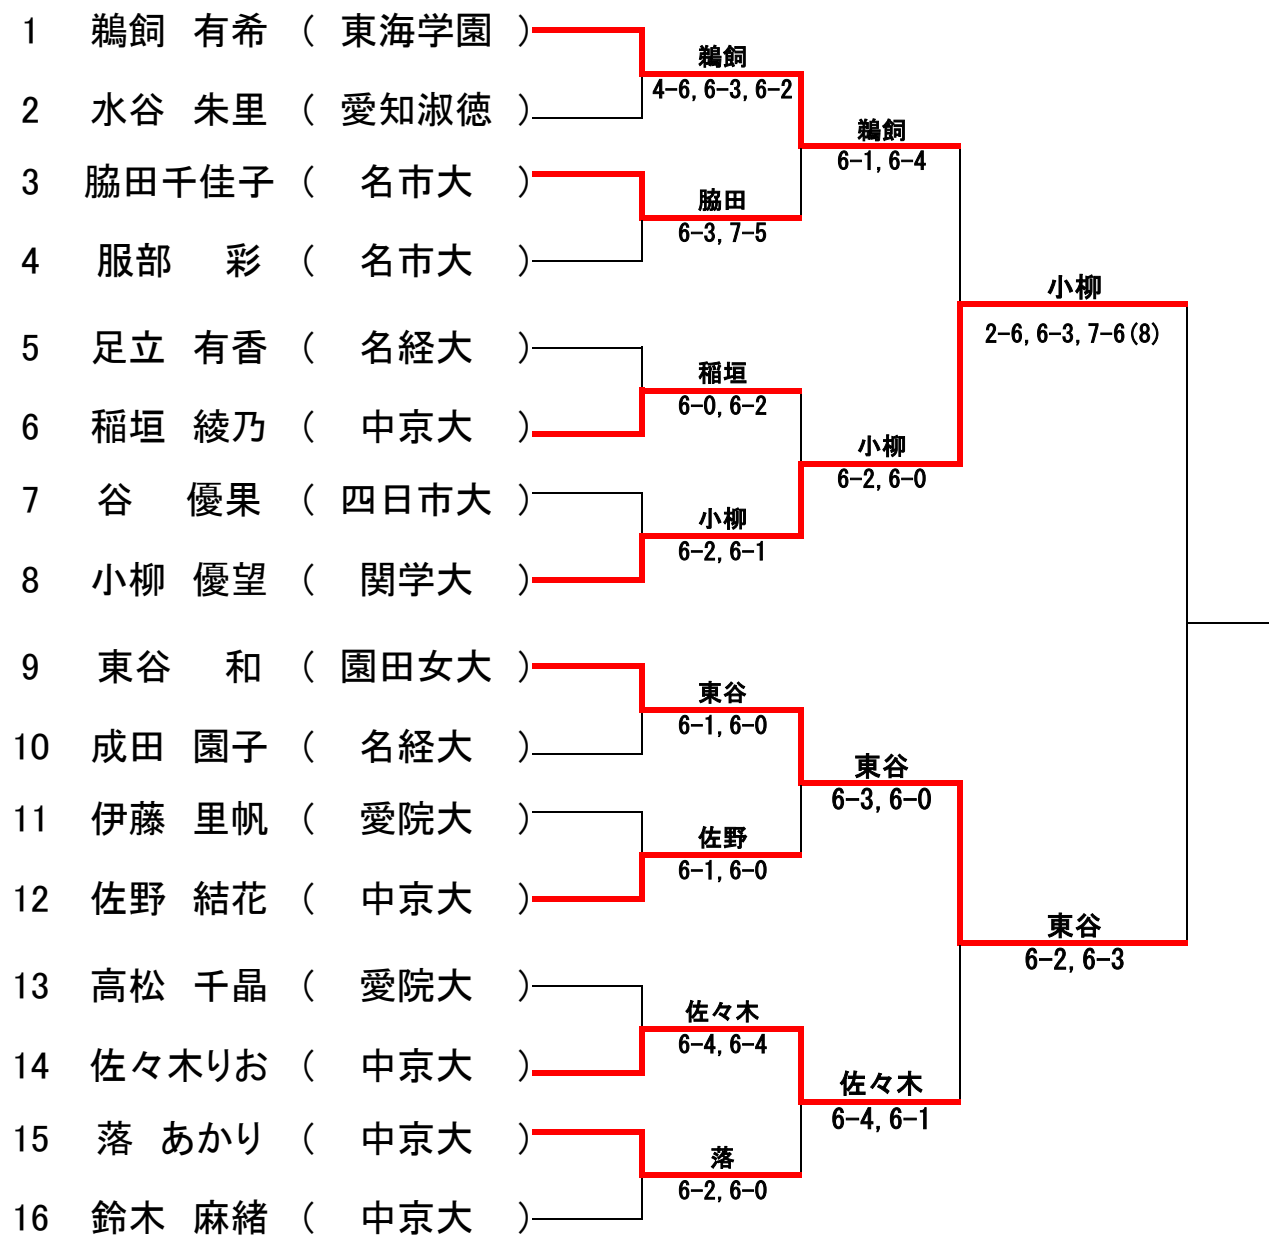 1 鵜飼 有希 ( 東海学園 )
鵜飼
4-6, 6-3, 6-2
2 水谷 朱里 ( 愛知淑徳 )
鵜飼
6-1, 6-4
3 脇田千佳子 ( 名市大 )
脇田
6-3, 7-5
4 服部 彩 ( 名市大 )
小柳
2-6, 6-3, 7-6(8)
5 足立 有香 ( 名経大 )
稲垣
6-0, 6-2
6 稲垣 綾乃 ( 中京大 )
小柳
6-2, 6-0
7 谷 優果 ( 四日市大 )
小柳
6-2, 6-1
8 小柳 優望 ( 関学大 )
9 東谷 和 ( 園田女大 )
東谷
6-1, 6-0
10 成田 園子 ( 名経大 )
東谷
6-3, 6-0
11 伊藤 里帆 ( 愛院大 )
佐野
6-1, 6-0
12 佐野 結花 ( 中京大 )
東谷
6-2, 6-3
13 高松 千晶 ( 愛院大 )
佐々木
6-4, 6-4
14 佐々木りお ( 中京大 )
佐々木
6-4, 6-1
15 落 あかり ( 中京大 )
落
6-2, 6-0
16 鈴木 麻緒 ( 中京大 )